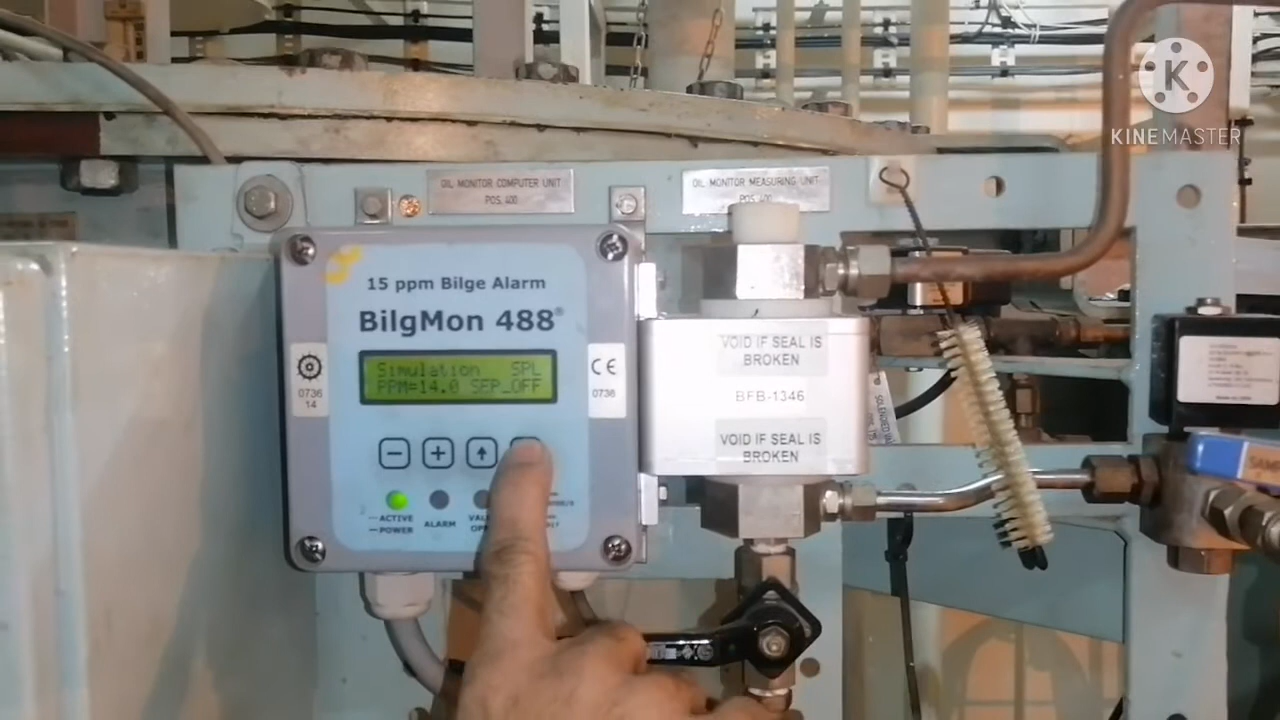 OIL MONITOR COMPUTER UNIT
POS. 400
OIL MONITOR MEASURING UNIT
POS. 400
K
KINEMASTER
15 ppm Bilge Alarm
BilgMon 488®
Simulation SPL
PPM=14.0 SEP_OFF
0736
14
CE
0736
− + ↑
ACTIVE
POWER
ALARM
VOID IF SEAL IS
BROKEN
BFB-1346
VOID IF SEAL IS
BROKEN